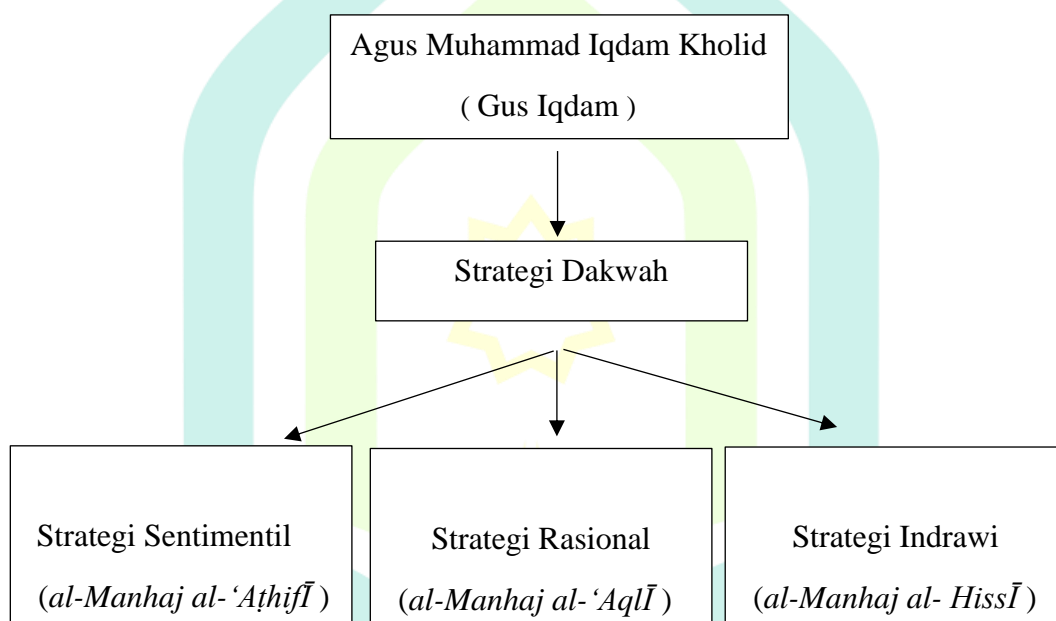 Agus Muhammad Iqdam Kholid
( Gus Iqdam )
Strategi Dakwah
Strategi Sentimentil
(al-Manhaj al-‘AṭhifĪ )
Strategi Rasional
(al-Manhaj al-‘AqlĪ )
Strategi Indrawi
(al-Manhaj al- HissĪ )